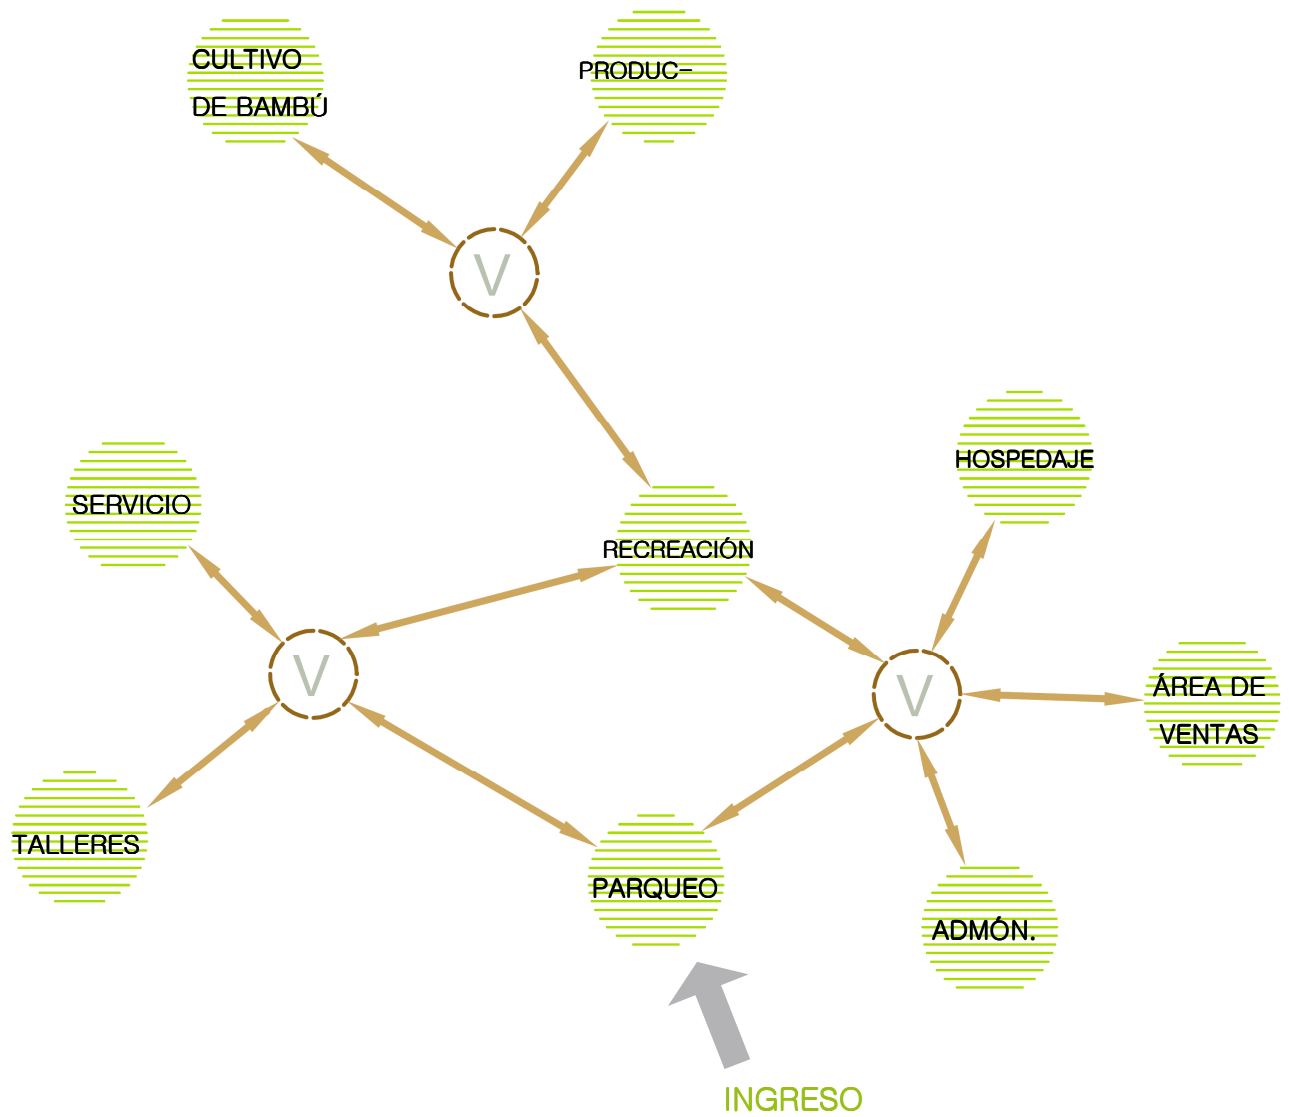 CULTIVO
DE BAMBÚ
PRODUC-
V
HOSPEDAJE
SERVICIO
RECREACIÓN
V
V
ÁREA DE
VENTAS
TALLERES
PARQUEO
ADMÓN.
INGRESO